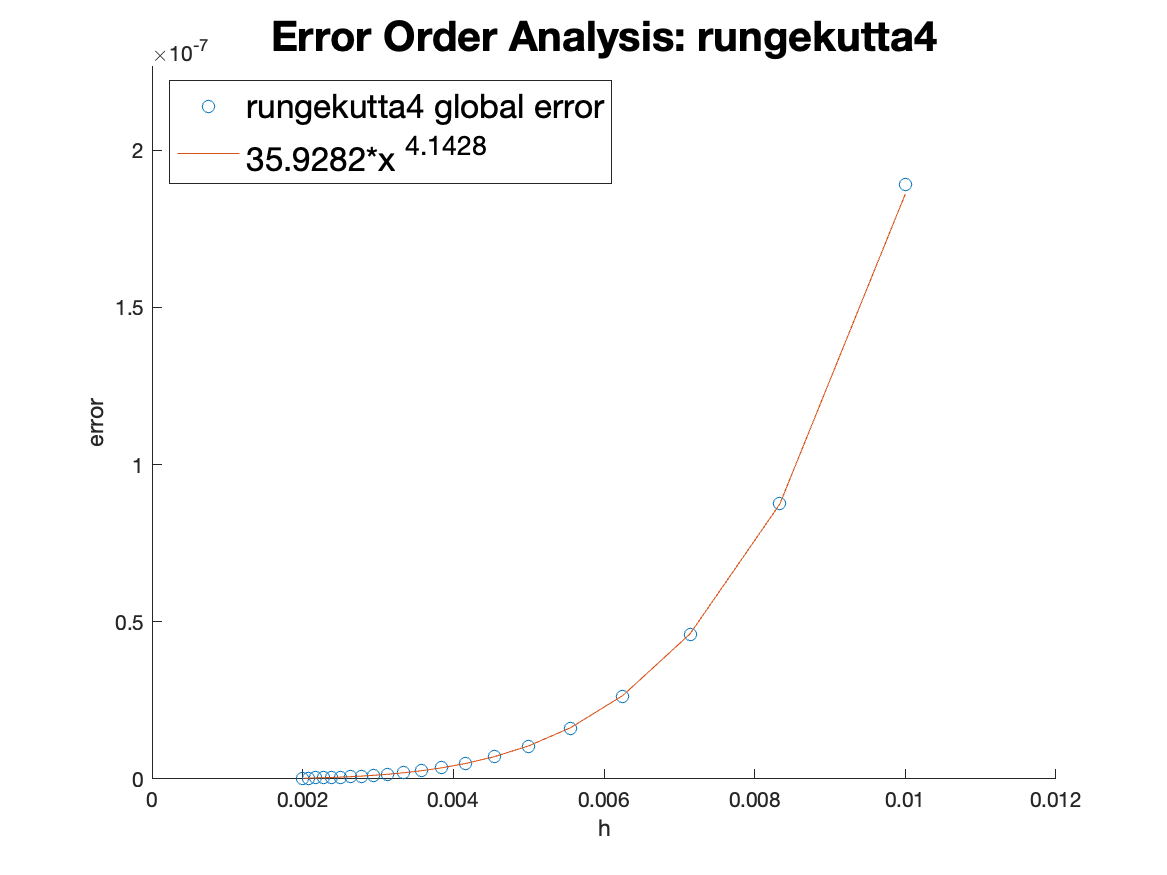 Error Order Analysis: rungekutta4
×10-7
rungekutta4 global error
35.9282*x 4.1428
2
1.5
1
0.5
0
error
0 0.002 0.004 0.006 0.008 0.01 0.012
h